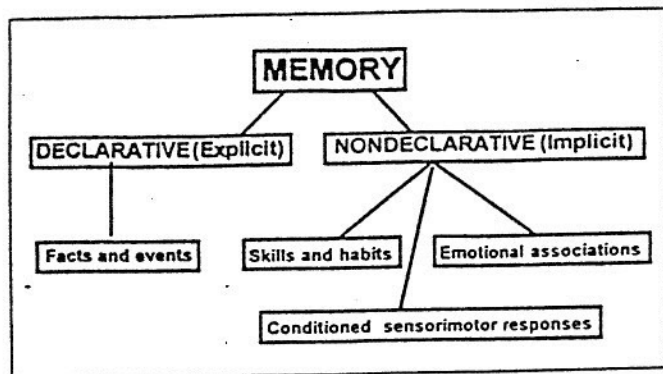 MEMORY
DECLARATIVE (Explicit)
NONDECLARATIVE (Implicit)
Facts and events
Skills and habits
Emotional associations
Conditioned sensorimotor responses